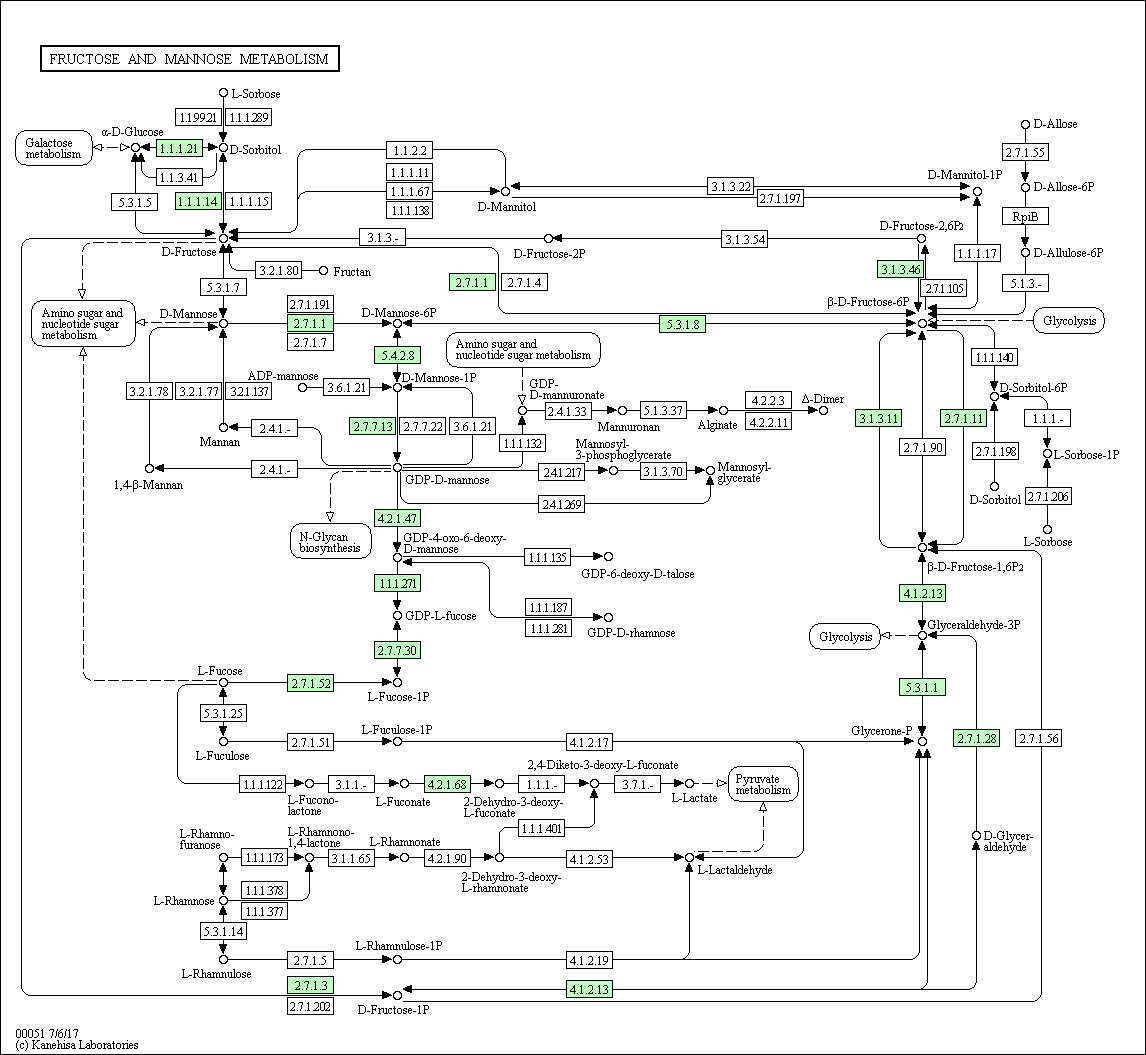 FRUCTOSE AND MANNOSE METABOLISM
L-Sorbose
1.1.99.21
1.1.1.289
α-D-Glucose
Galactose
metabolism
1.1.1.21
D-Sorbitol
1.1.3.41
5.3.1.5
1.1.1.14
1.1.1.15
1.1.2.2
1.1.1.11
1.1.1.67
1.1.1.138
D-Mannitol
3.1.3.22
2.7.1.197
D-Mannitol-1P
D-Allose
2.7.1.55
D-Allose-6P
RpiB
D-Allulose-6P
5.1.3.-
1.1.1.17
D-Fructose
3.1.3.-
D-Fructose-2P
3.1.3.54
D-Fructose-2,6P2
3.1.3.46
2.7.1.105
3.2.1.80
Fructan
5.3.1.7
2.7.1.1
2.7.1.4
β-D-Fructose-6P
Glycolysis
Amino sugar and
nucleotide sugar
metabolism
D-Mannose
2.7.1.191
2.7.1.1
2.7.1.7
D-Mannose-6P
5.3.1.8
5.4.2.8
Amino sugar and
nucleotide sugar metabolism
1.1.1.140
D-Sorbitol-6P
ADP-mannose
3.6.1.21
D-Mannose-1P
GDP-
D-mannuronate
3.2.1.78
3.2.1.77
3.2.1.137
2.4.1.33
Mannuronan
5.1.3.37
Alginate
4.2.2.3
4.2.2.11
Δ-Dimer
3.1.3.11
2.7.1.11
2.7.1.90
1.1.1.-
Mannan
2.4.1.-
2.7.7.13
2.7.7.22
3.6.1.21
1.1.1.132
Mannosyl-
3-phosphoglycerate
2.7.1.198
L-Sorbose-1P
1,4-β-Mannan
2.4.1.-
GDP-D-mannose
2.4.1.217
3.1.3.70
Mannosyl-
glycerate
2.4.1.269
D-Sorbitol
2.7.1.206
L-Sorbose
N-Glycan
biosynthesis
4.2.1.47
GDP-4-oxo-6-deoxy-
D-mannose
1.1.1.135
GDP-6-deoxy-D-talose
β-D-Fructose-1,6P2
1.1.1.271
4.1.2.13
GDP-L-fucose
1.1.1.187
1.1.1.281
GDP-D-rhamnose
Glycolysis
Glyceraldehyde-3P
2.7.7.30
L-Fucose
2.7.1.52
L-Fucose-1P
5.3.1.1
5.3.1.25
L-Fuculose
2.7.1.51
L-Fuculose-1P
4.1.2.17
Glycerone-P
2.7.1.28
2.7.1.56
1.1.1.122
L-Fucono-
lactone
3.1.1.-
L-Fuconate
4.2.1.68
2-Dehydro-3-deoxy-
L-fuconate
1.1.1.-
2,4-Diketo-3-deoxy-L-fuconate
3.7.1.-
L-Lactate
Pyruvate
metabolism
1.1.1.401
L-Rhamno-
furanose
1.1.1.173
L-Rhamnono-
1,4-lactone
3.1.1.65
L-Rhamnonate
4.2.1.90
2-Dehydro-3-deoxy-
L-rhamnonate
4.1.2.53
L-Lactaldehyde
D-Glycer-
aldehyde
1.1.1.378
1.1.1.377
L-Rhamnose
5.3.1.14
L-Rhamnulose
2.7.1.5
L-Rhamnulose-1P
4.1.2.19
2.7.1.3
2.7.1.202
D-Fructose-1P
4.1.2.13
00051 7/6/17
(c) Kanehisa Laboratories